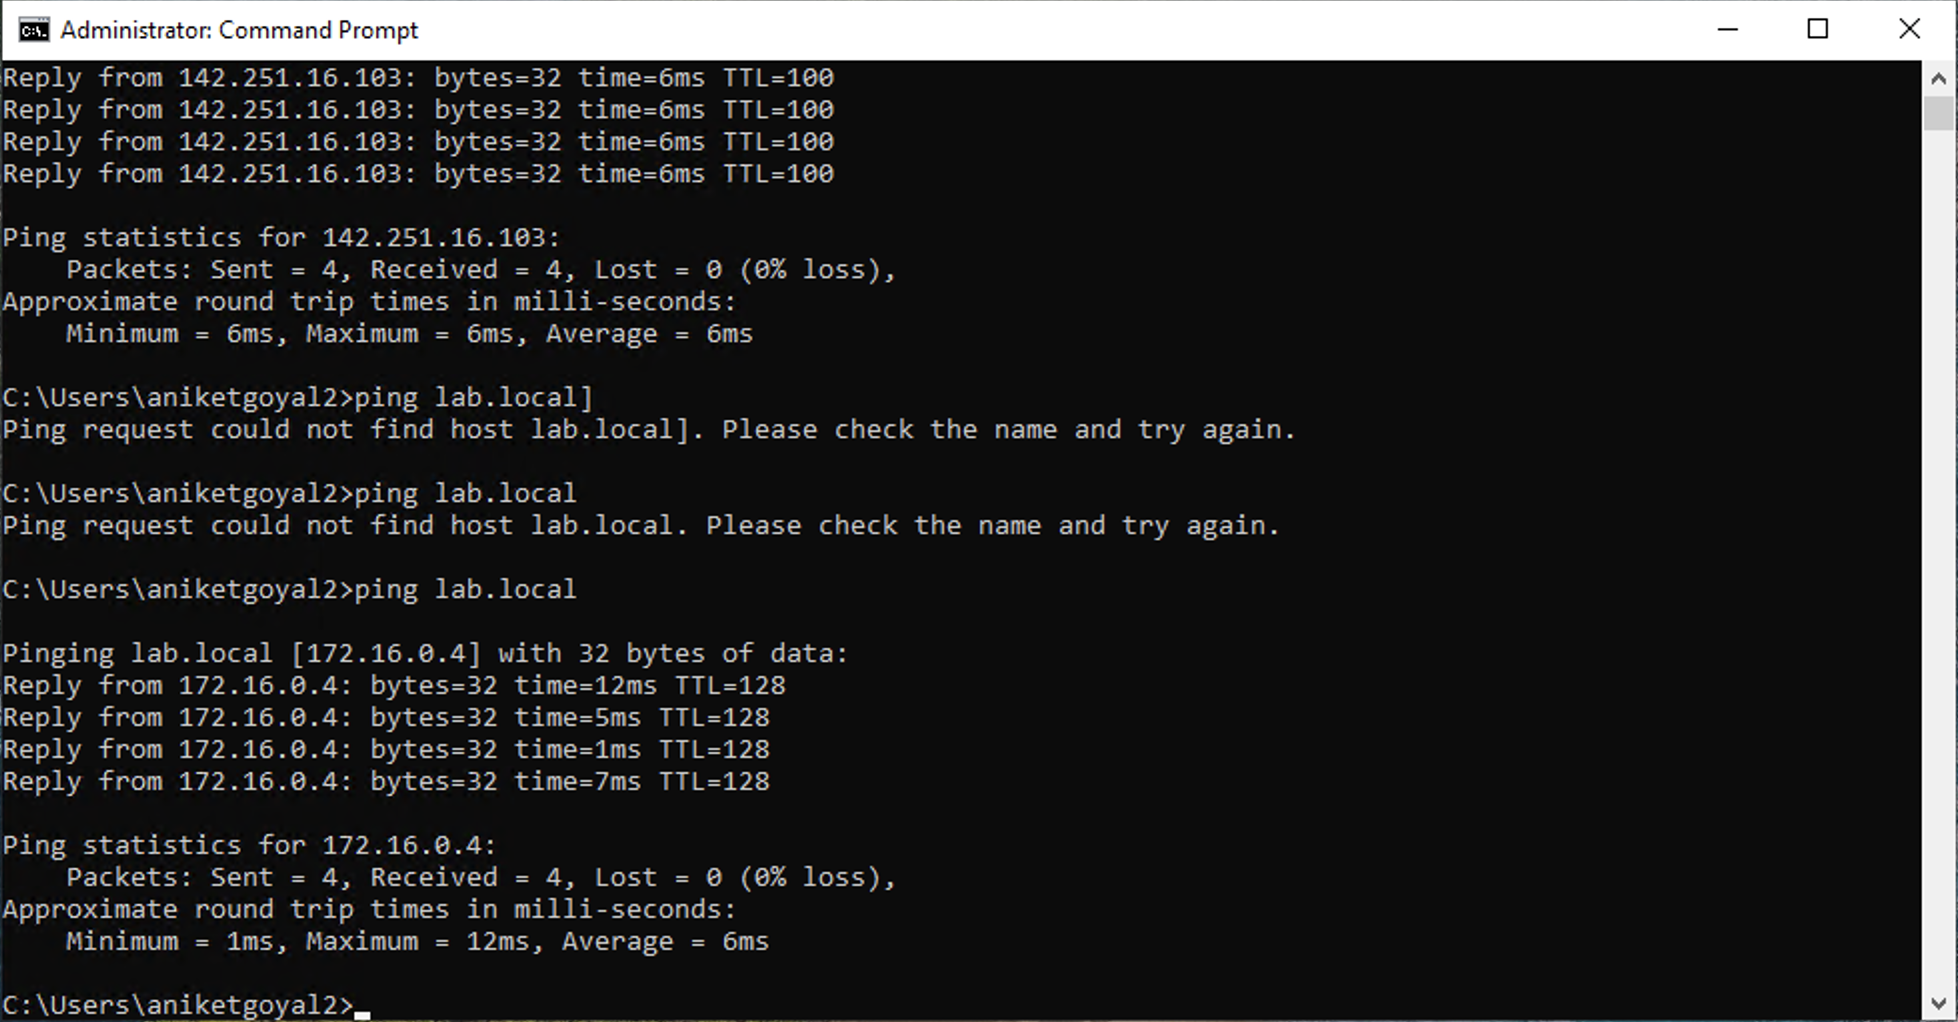 Administrator: Command Prompt
Reply from 142.251.16.103: bytes=32 time=6ms TTL=100
Reply from 142.251.16.103: bytes=32 time=6ms TTL=100
Reply from 142.251.16.103: bytes=32 time=6ms TTL=100
Reply from 142.251.16.103: bytes=32 time=6ms TTL=100
Ping statistics for 142.251.16.103:
    Packets: Sent = 4, Received = 4, Lost = 0 (0% loss),
Approximate round trip times in milli-seconds:
    Minimum = 6ms, Maximum = 6ms, Average = 6ms
C:\Users\aniketgoyal2>ping lab.local]
Ping request could not find host lab.local]. Please check the name and try again.
C:\Users\aniketgoyal2>ping lab.local
Ping request could not find host lab.local. Please check the name and try again.
C:\Users\aniketgoyal2>ping lab.local
Pinging lab.local [172.16.0.4] with 32 bytes of data:
Reply from 172.16.0.4: bytes=32 time=12ms TTL=128
Reply from 172.16.0.4: bytes=32 time=5ms TTL=128
Reply from 172.16.0.4: bytes=32 time=1ms TTL=128
Reply from 172.16.0.4: bytes=32 time=7ms TTL=128
Ping statistics for 172.16.0.4:
    Packets: Sent = 4, Received = 4, Lost = 0 (0% loss),
Approximate round trip times in milli-seconds:
    Minimum = 1ms, Maximum = 12ms, Average = 6ms
C:\Users\aniketgoyal2>